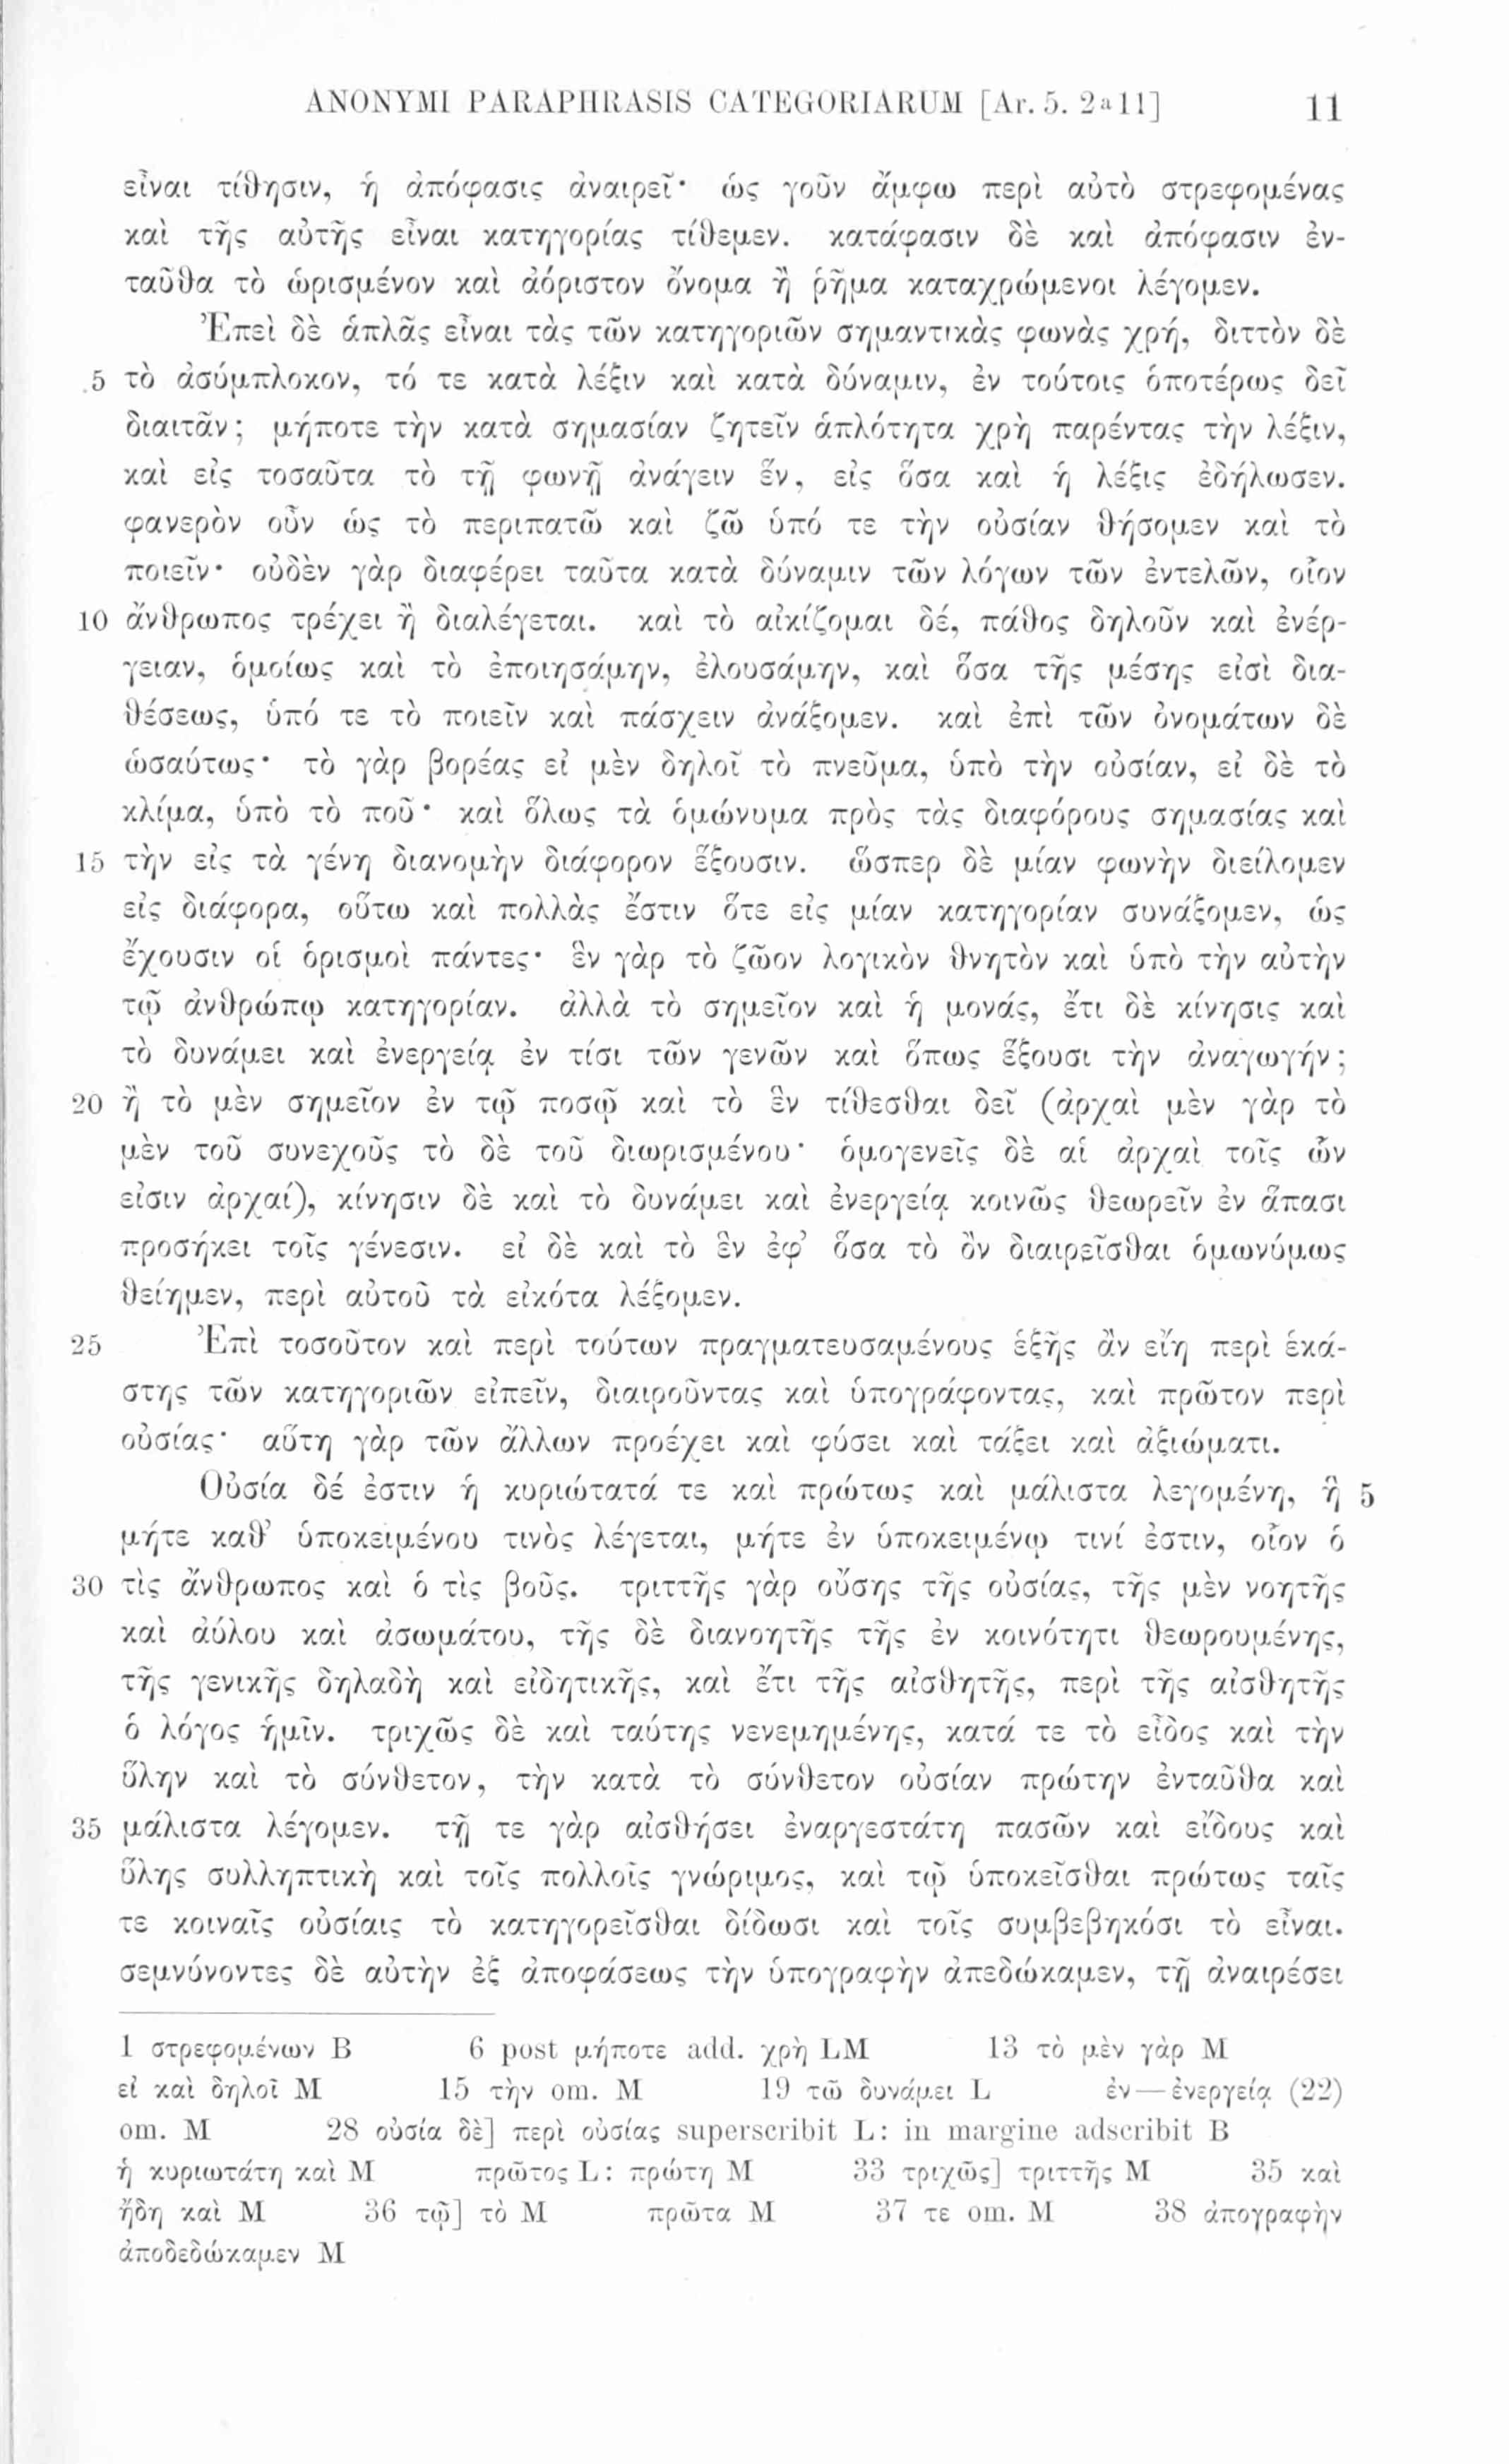 ANONYMI PARAPHRASIS CATEGORIARUM [Ar. 5. 2a11] 11
εἶναι τίθησιν, ἡ ἀπόφασις ἀναιρεῖ· ὡς γοῦν ἄμφω περὶ αὐτὸ στρεφομένας
καὶ τῆς αὐτῆς εἶναι κατηγορίας τίθεμεν. κατάφασιν δὲ καὶ ἀπόφασιν ἐν-
ταῦθα τὸ ὡρισμένον καὶ ἀόριστον ὄνομα ἢ ῥῆμα καταχρώμενοι λέγομεν.
Ἐπεὶ δὲ ἁπλᾶς εἶναι τὰς τῶν κατηγοριῶν σημαντικὰς φωνὰς χρή, διττὸν δὲ
5 τὸ ἀσύμπλοκον, τό τε κατὰ λέξιν καὶ κατὰ δύναμιν, ἐν τούτοις ὁποτέρως δεῖ
διαιτᾶν; μήποτε τὴν κατὰ σημασίαν ζητεῖν ἁπλότητα χρὴ παρέντας τὴν λέξιν,
καὶ εἰς τοσαῦτα τὸ τῇ φωνῇ ἀνάγειν ἕν, εἰς ὅσα καὶ ἡ λέξις ἐδήλωσεν.
φανερὸν οὖν ὡς τὸ περιπατῶ καὶ ζῶ ὑπό τε τὴν οὐσίαν θήσομεν καὶ τὸ
ποιεῖν· οὐδὲν γὰρ διαφέρει ταῦτα κατὰ δύναμιν τῶν λόγων τῶν ἐντελῶν, οἷον
10 ἄνθρωπος τρέχει ἢ διαλέγεται. καὶ τὸ αἰκίζομαι δέ, πάθος δηλοῦν καὶ ἐνέρ-
γειαν, ὁμοίως καὶ τὸ ἐποιησάμην, ἐλουσάμην, καὶ ὅσα τῆς μέσης εἰσὶ δια-
θέσεως, ὑπό τε τὸ ποιεῖν καὶ πάσχειν ἀνάξομεν. καὶ ἐπὶ τῶν ὀνομάτων δὲ
ὡσαύτως· τὸ γὰρ βορέας εἰ μὲν δηλοῖ τὸ πνεῦμα, ὑπὸ τὴν οὐσίαν, εἰ δὲ τὸ
κλίμα, ὑπὸ τὸ ποῦ· καὶ ὅλως τὰ ὁμώνυμα πρὸς τὰς διαφόρους σημασίας καὶ
15 τὴν εἰς τὰ γένη διανομὴν διάφορον ἕξουσιν. ὥσπερ δὲ μίαν φωνὴν διείλομεν
εἰς διάφορα, οὕτω καὶ πολλὰς ἔστιν ὅτε εἰς μίαν κατηγορίαν συνάξομεν, ὡς
ἔχουσιν οἱ ὁρισμοὶ πάντες· ἓν γὰρ τὸ ζῶον λογικὸν θνητὸν καὶ ὑπὸ τὴν αὐτὴν
τῷ ἀνθρώπῳ κατηγορίαν. ἀλλὰ τὸ σημεῖον καὶ ἡ μονάς, ἔτι δὲ κίνησις καὶ
τὸ δυνάμει καὶ ἐνεργείᾳ ἐν τίσι τῶν γενῶν καὶ ὅπως ἕξουσι τὴν ἀναγωγήν;
20 ἢ τὸ μὲν σημεῖον ἐν τῷ ποσῷ καὶ τὸ ἓν τίθεσθαι δεῖ (ἀρχαὶ μὲν γὰρ τὸ
μὲν τοῦ συνεχοῦς τὸ δὲ τοῦ διωρισμένου· ὁμογενεῖς δὲ αἱ ἀρχαὶ τοῖς ὧν
εἰσιν ἀρχαί), κίνησιν δὲ καὶ τὸ δυνάμει καὶ ἐνεργείᾳ κοινῶς θεωρεῖν ἐν ἅπασι
προσήκει τοῖς γένεσιν. εἰ δὲ καὶ τὸ ἓν ἐφ’ ὅσα τὸ ὂν διαιρεῖσθαι ὁμωνύμως
θείημεν, περὶ αὐτοῦ τὰ εἰκότα λέξομεν.
25 Ἐπὶ τοσοῦτον καὶ περὶ τούτων πραγματευσαμένους ἑξῆς ἂν εἴη περὶ ἑκά-
στης τῶν κατηγοριῶν εἰπεῖν, διαιροῦντας καὶ ὑπογράφοντας, καὶ πρῶτον περὶ
οὐσίας· αὕτη γὰρ τῶν ἄλλων προέχει καὶ φύσει καὶ τάξει καὶ ἀξιώματι.
Οὐσία δέ ἐστιν ἡ κυριώτατά τε καὶ πρώτως καὶ μάλιστα λεγομένη, ἣ 5
μήτε καθ’ ὑποκειμένου τινὸς λέγεται, μήτε ἐν ὑποκειμένῳ τινί ἐστιν, οἷον ὁ
30 τὶς ἄνθρωπος καὶ ὁ τὶς βοῦς. τριττῆς γὰρ οὔσης τῆς οὐσίας, τῆς μὲν νοητῆς
καὶ ἀύλου καὶ ἀσωμάτου, τῆς δὲ διανοητῆς τῆς ἐν κοινότητι θεωρουμένης,
τῆς γενικῆς δηλαδὴ καὶ εἰδητικῆς, καὶ ἔτι τῆς αἰσθητῆς, περὶ τῆς αἰσθητῆς
ὁ λόγος ἡμῖν. τριχῶς δὲ καὶ ταύτης νενεμημένης, κατά τε τὸ εἶδος καὶ τὴν
ὕλην καὶ τὸ σύνθετον, τὴν κατὰ τὸ σύνθετον οὐσίαν πρώτην ἐνταῦθα καὶ
35 μάλιστα λέγομεν. τῇ τε γὰρ αἰσθήσει ἐναργεστάτη πασῶν καὶ εἴδους καὶ
ὕλης συλληπτικὴ καὶ τοῖς πολλοῖς γνώριμος, καὶ τῷ ὑποκεῖσθαι πρώτως ταῖς
τε κοιναῖς οὐσίαις τὸ κατηγορεῖσθαι δίδωσι καὶ τοῖς συμβεβηκόσι τὸ εἶναι.
σεμνύνοντες δὲ αὐτὴν ἐξ ἀποφάσεως τὴν ὑπογραφὴν ἀπεδώκαμεν, τῇ ἀναιρέσει
1 στρεφομένων B 6 post μήποτε add. χρὴ LM 13 τὸ μὲν γὰρ M
εἰ καὶ δηλοῖ M 15 τὴν om. M 19 τῶ δυνάμει L ἐν—ἐνεργείᾳ (22)
om. M 28 οὐσία δὲ] περὶ οὐσίας superscribit L: in margine adscribit B
ἡ κυριωτάτη καὶ M πρῶτος L: πρώτη M 33 τριχῶς] τριττῆς M 35 καὶ
ἤδη καὶ M 36 τῷ] τὸ M πρῶτα M 37 τε om. M 38 ἀπογραφὴν
ἀποδεδώκαμεν M